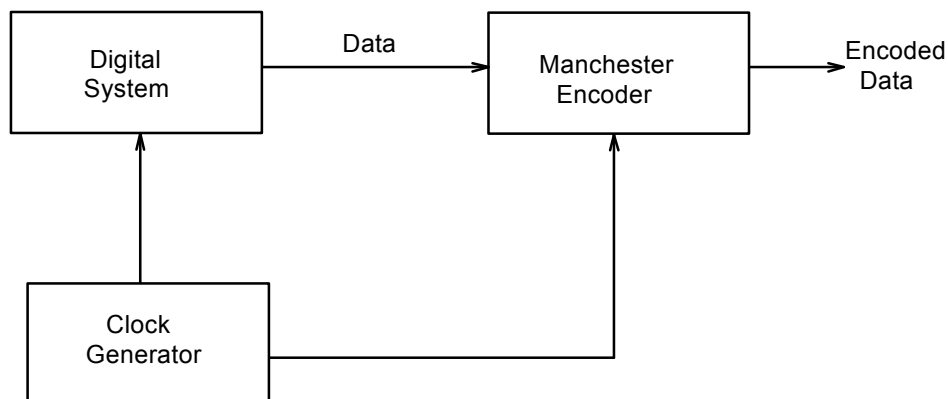 Digital
System
Data
Manchester
Encoder
Encoded
Data
Clock
Generator